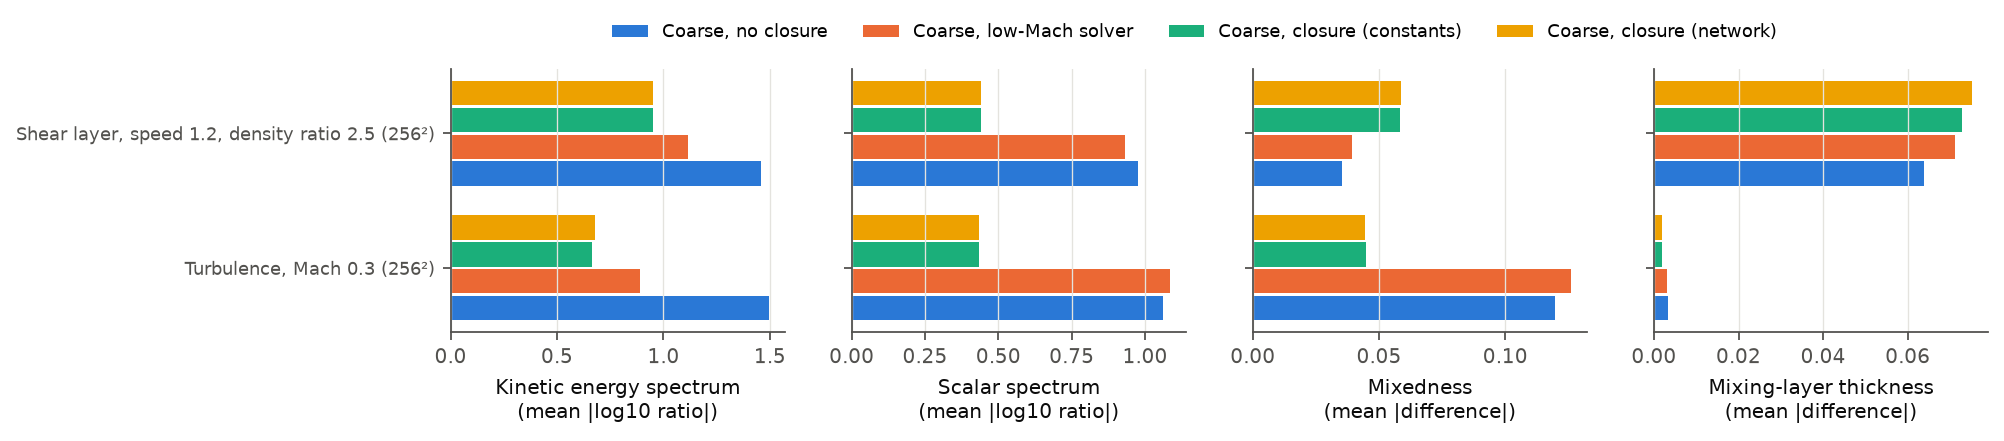 Coarse, no closure
Coarse, low-Mach solver
Coarse, closure (constants)
Coarse, closure (network)
Shear layer, speed 1.2, density ratio 2.5 (256²)
Turbulence, Mach 0.3 (256²)
0.0 0.5 1.0 1.5
Kinetic energy spectrum
(mean |log10 ratio|)
0.00 0.25 0.50 0.75 1.00
Scalar spectrum
(mean |log10 ratio|)
0.00 0.05 0.10
Mixedness
(mean |difference|)
0.00 0.02 0.04 0.06
Mixing-layer thickness
(mean |difference|)